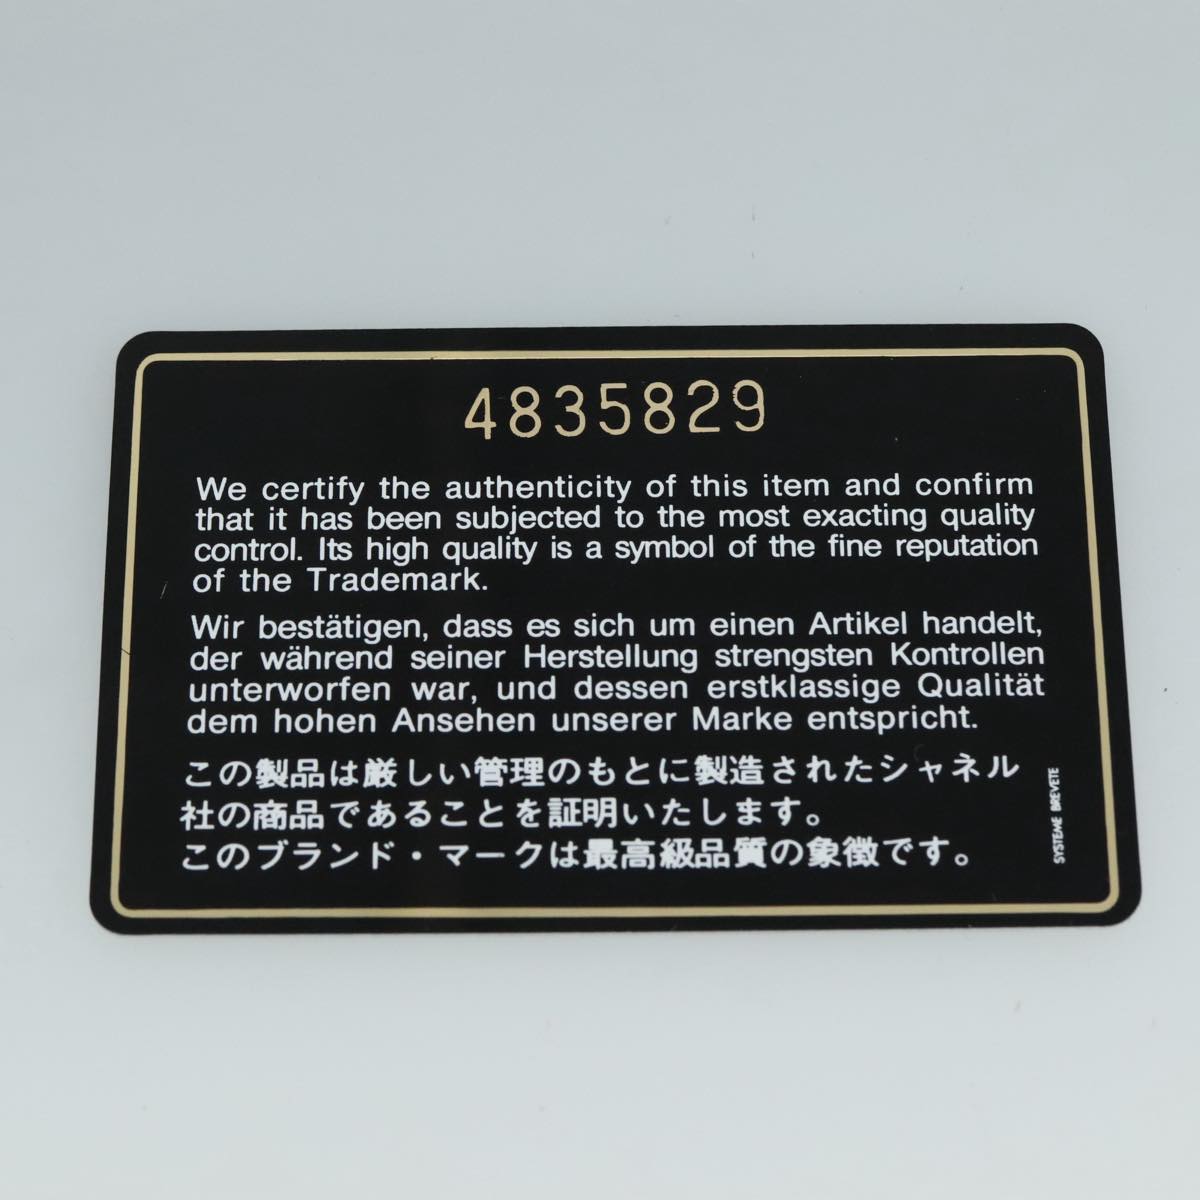 4835829
We certify the authenticity of this item and confirm
that it has been subjected to the most exacting quality
control. Its high quality is a symbol of the fine reputation
of the Trademark.
Wir bestätigen, dass es sich um einen Artikel handelt,
der während seiner Herstellung strengsten Kontrollen
unterworfen war, und dessen erstklassige Qualität
dem hohen Ansehen unserer Marke entspricht.
この製品は厳しい管理のもとに製造されたシャネル
社の商品であることを証明いたします。
このブランド・マークは最高級品質の象徴です。
SYSTEME BREVETE